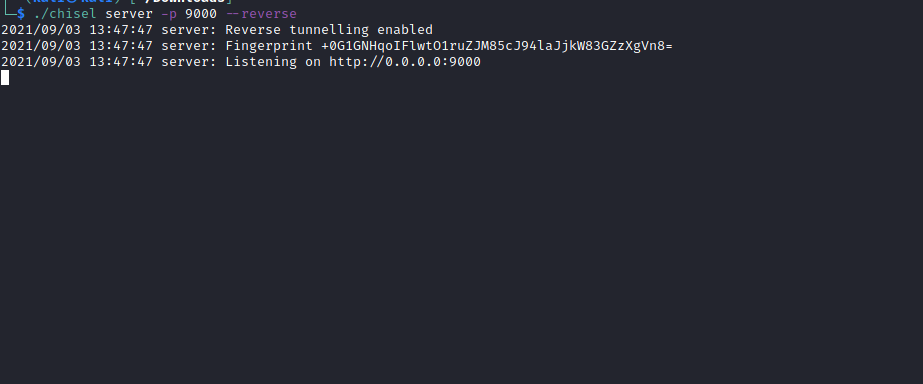 └─$ ./chisel server -p 9000 --reverse
2021/09/03 13:47:47 server: Reverse tunnelling enabled
2021/09/03 13:47:47 server: Fingerprint +0G1GNHqoIFlwtO1ruZJM85cJ94laJjkW83GZzXgVn8=
2021/09/03 13:47:47 server: Listening on http://0.0.0.0:9000